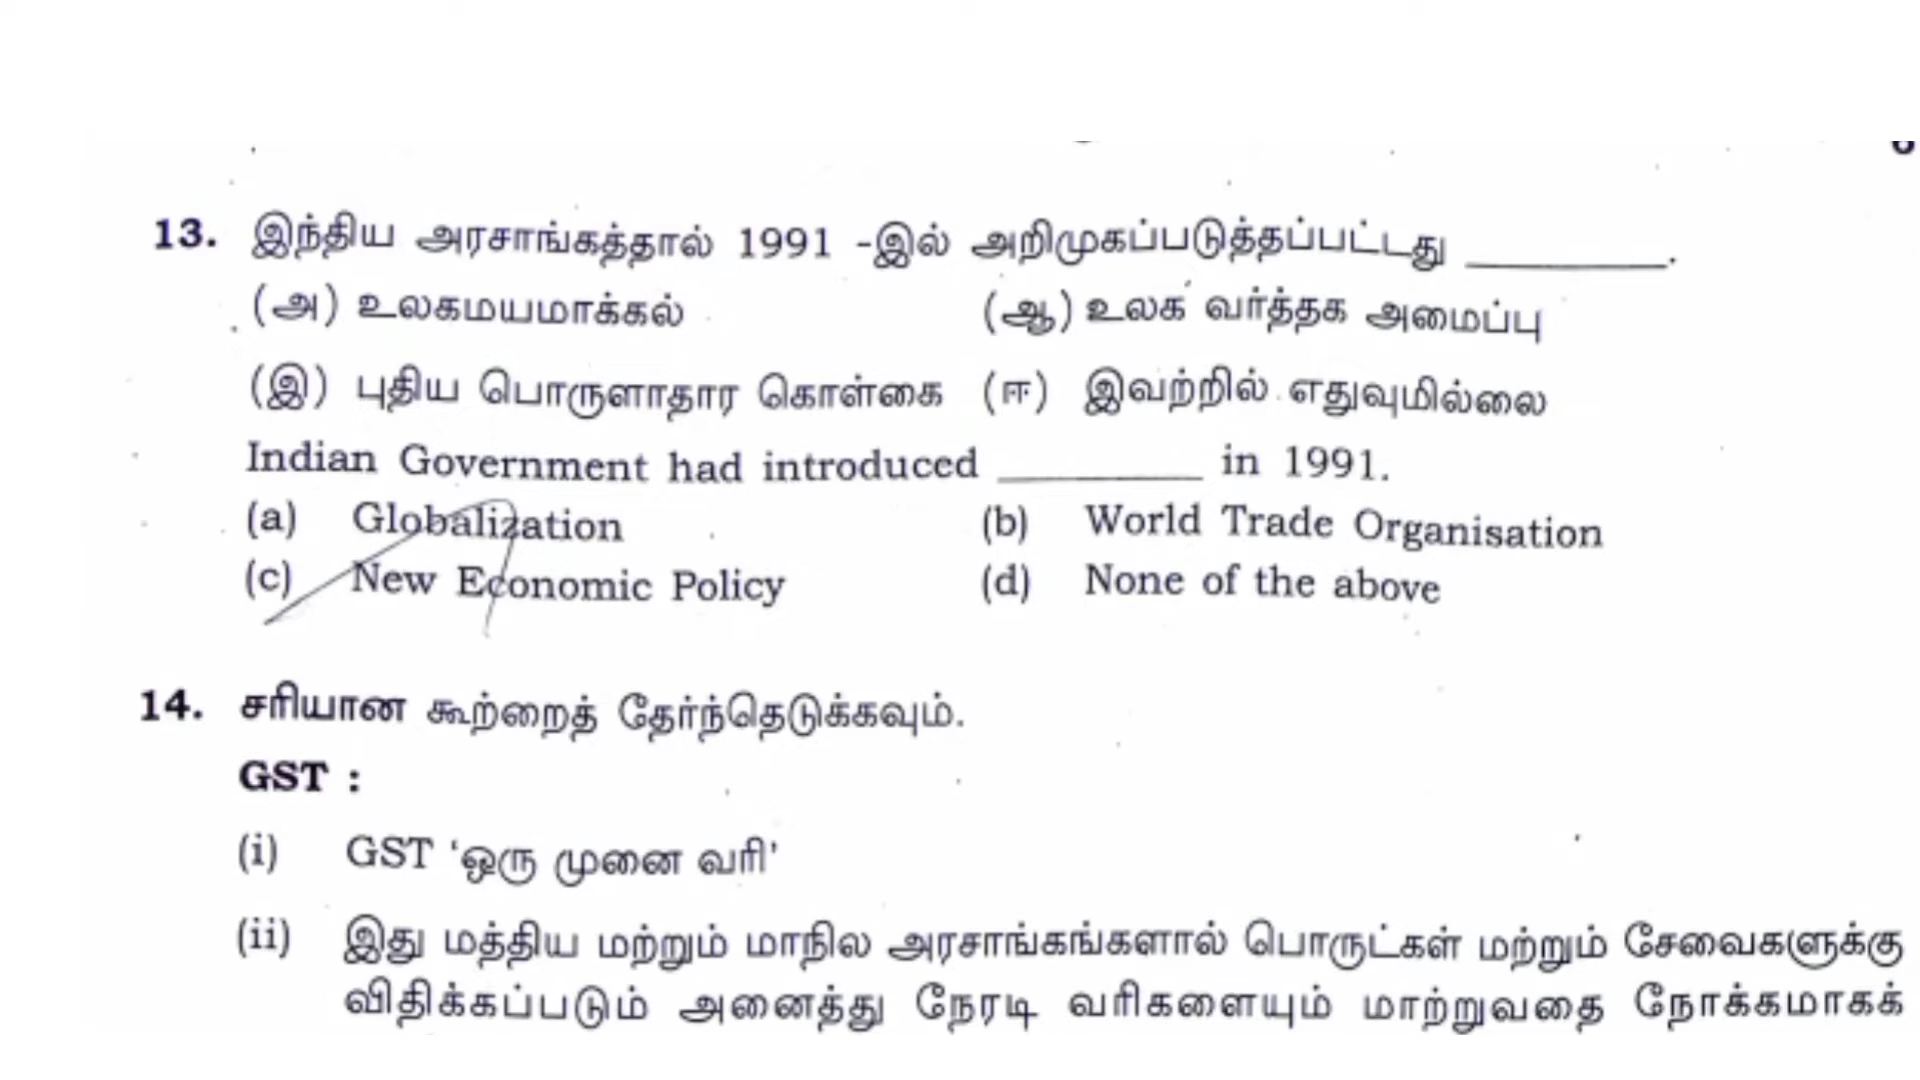 13. இந்திய அரசாங்கத்தால் 1991 -இல் அறிமுகப்படுத்தப்பட்டது ________.
(அ) உலகமயமாக்கல் (ஆ) உலக வர்த்தக அமைப்பு
(இ) புதிய பொருளாதார கொள்கை (ஈ) இவற்றில் எதுவுமில்லை
Indian Government had introduced ________ in 1991.
(a) Globalization (b) World Trade Organisation
(c) New Economic Policy (d) None of the above
14. சரியான கூற்றைத் தேர்ந்தெடுக்கவும்.
GST :
(i) GST ‘ஒரு முனை வரி’
(ii) இது மத்திய மற்றும் மாநில அரசாங்கங்களால் பொருட்கள் மற்றும் சேவைகளுக்கு
விதிக்கப்படும் அனைத்து நேரடி வரிகளையும் மாற்றுவதை நோக்கமாகக்